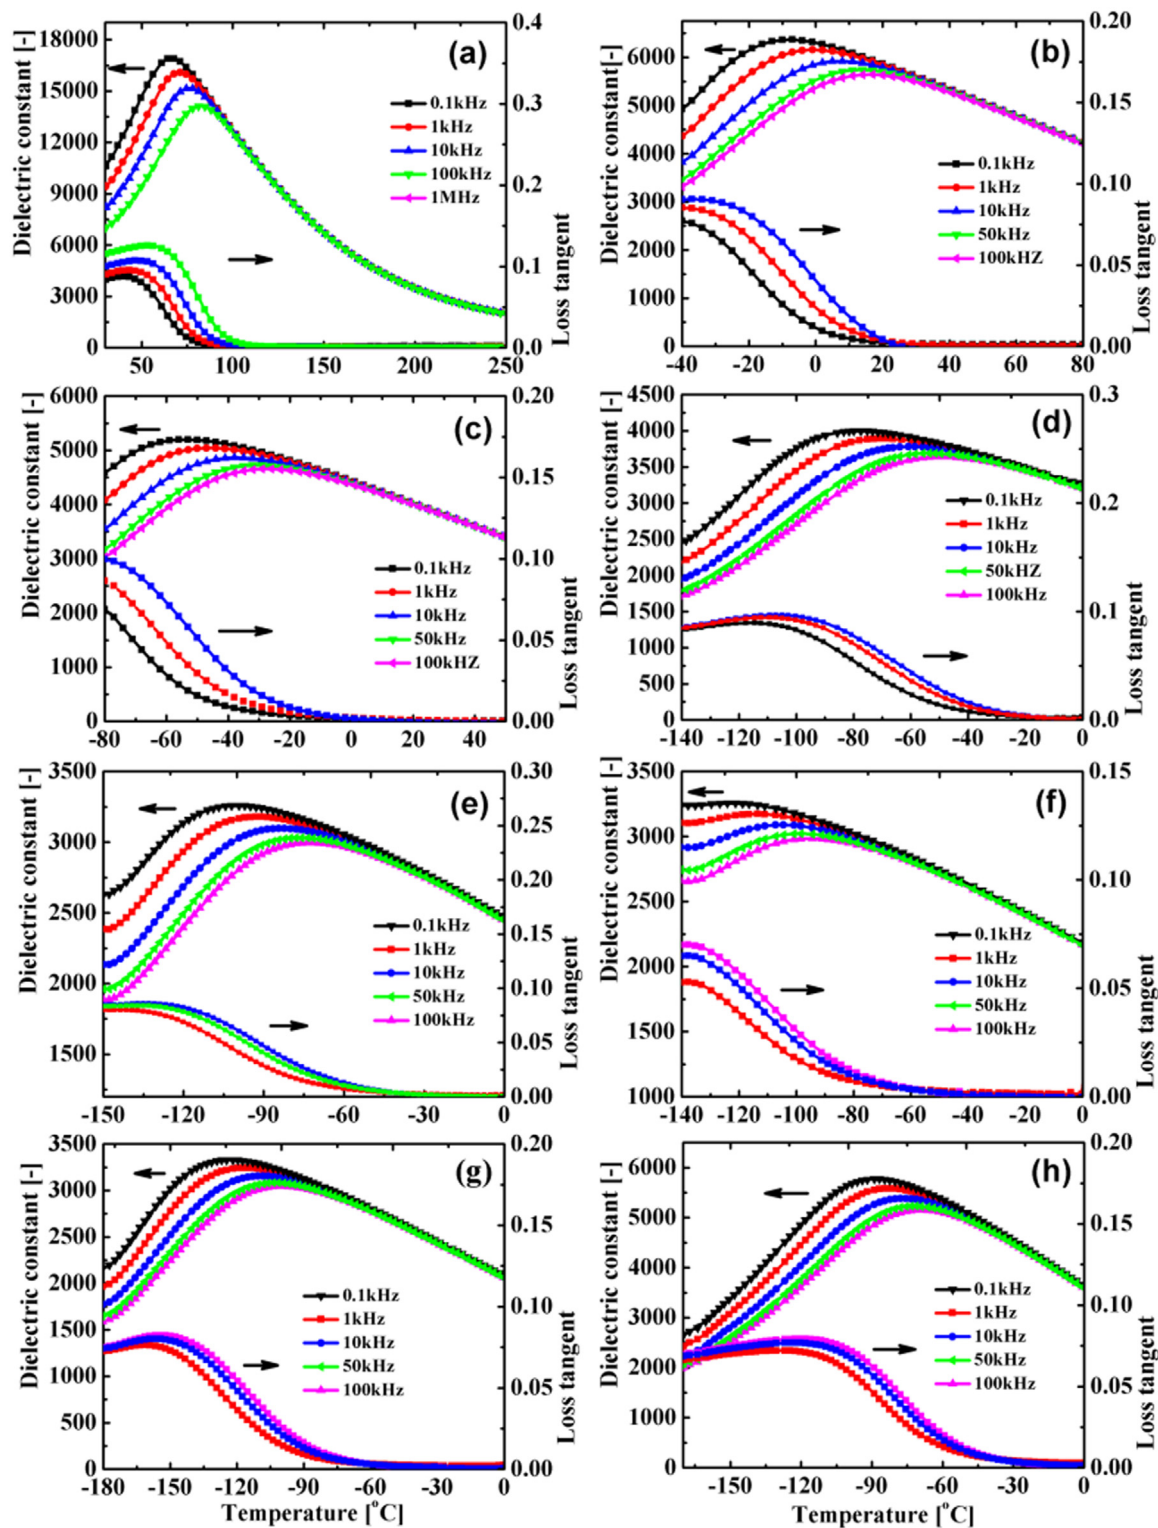 (a)
Dielectric constant [-]
18000
15000
12000
9000
6000
3000
0
0.4
0.3
0.2
0.1
0.0
Loss tangent
0.1kHz
1kHz
10kHz
100kHz
1MHz
50 100 150 200 250
(b)
Dielectric constant[-]
6000
5000
4000
3000
2000
1000
0
0.20
0.15
0.10
0.05
0.00
Loss tangent
0.1kHz
1kHz
10kHz
50kHz
100kHZ
-40 -20 0 20 40 60 80
(c)
Dielectric constant [-]
6000
5000
4000
3000
2000
1000
0
0.20
0.15
0.10
0.05
0.00
Loss tangent
0.1kHz
1kHz
10kHz
50kHz
100kHZ
-80 -60 -40 -20 0 20 40
(d)
Dielectric constant [-]
4500
4000
3500
3000
2500
2000
1500
1000
500
0
0.3
0.2
0.1
0.0
Loss tangent
0.1kHz
1kHz
10kHz
50kHZ
100kHz
-140 -120 -100 -80 -60 -40 -20 0
(e)
Dielectric constant [-]
3500
3000
2500
2000
1500
0.30
0.25
0.20
0.15
0.10
0.05
0.00
Loss tangent
0.1kHz
1kHz
10kHz
50kHz
100kHz
-150 -120 -90 -60 -30 0
(f)
Dielectric constant [-]
3500
3000
2500
2000
1500
1000
0.15
0.10
0.05
0.00
Loss tangent
0.1kHz
1kHz
10kHz
50kHz
100kHz
-140 -120 -100 -80 -60 -40 -20 0
(g)
Dielectric constant [-]
3500
3000
2500
2000
1500
1000
500
0
0.20
0.15
0.10
0.05
0.00
Loss tangent
0.1kHz
1kHz
10kHz
50kHz
100kHz
-180 -150 -120 -90 -60 -30 0
Temperature [°C]
(h)
Dielectric constant [-]
6000
5000
4000
3000
2000
1000
0
0.20
0.15
0.10
0.05
0.00
Loss tangent
0.1kHz
1kHz
10kHz
50kHz
100kHz
-150 -120 -90 -60 -30 0
Temperature [°C]